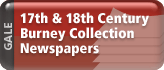 GALE
17th & 18th Century
Burney Collection
Newspapers